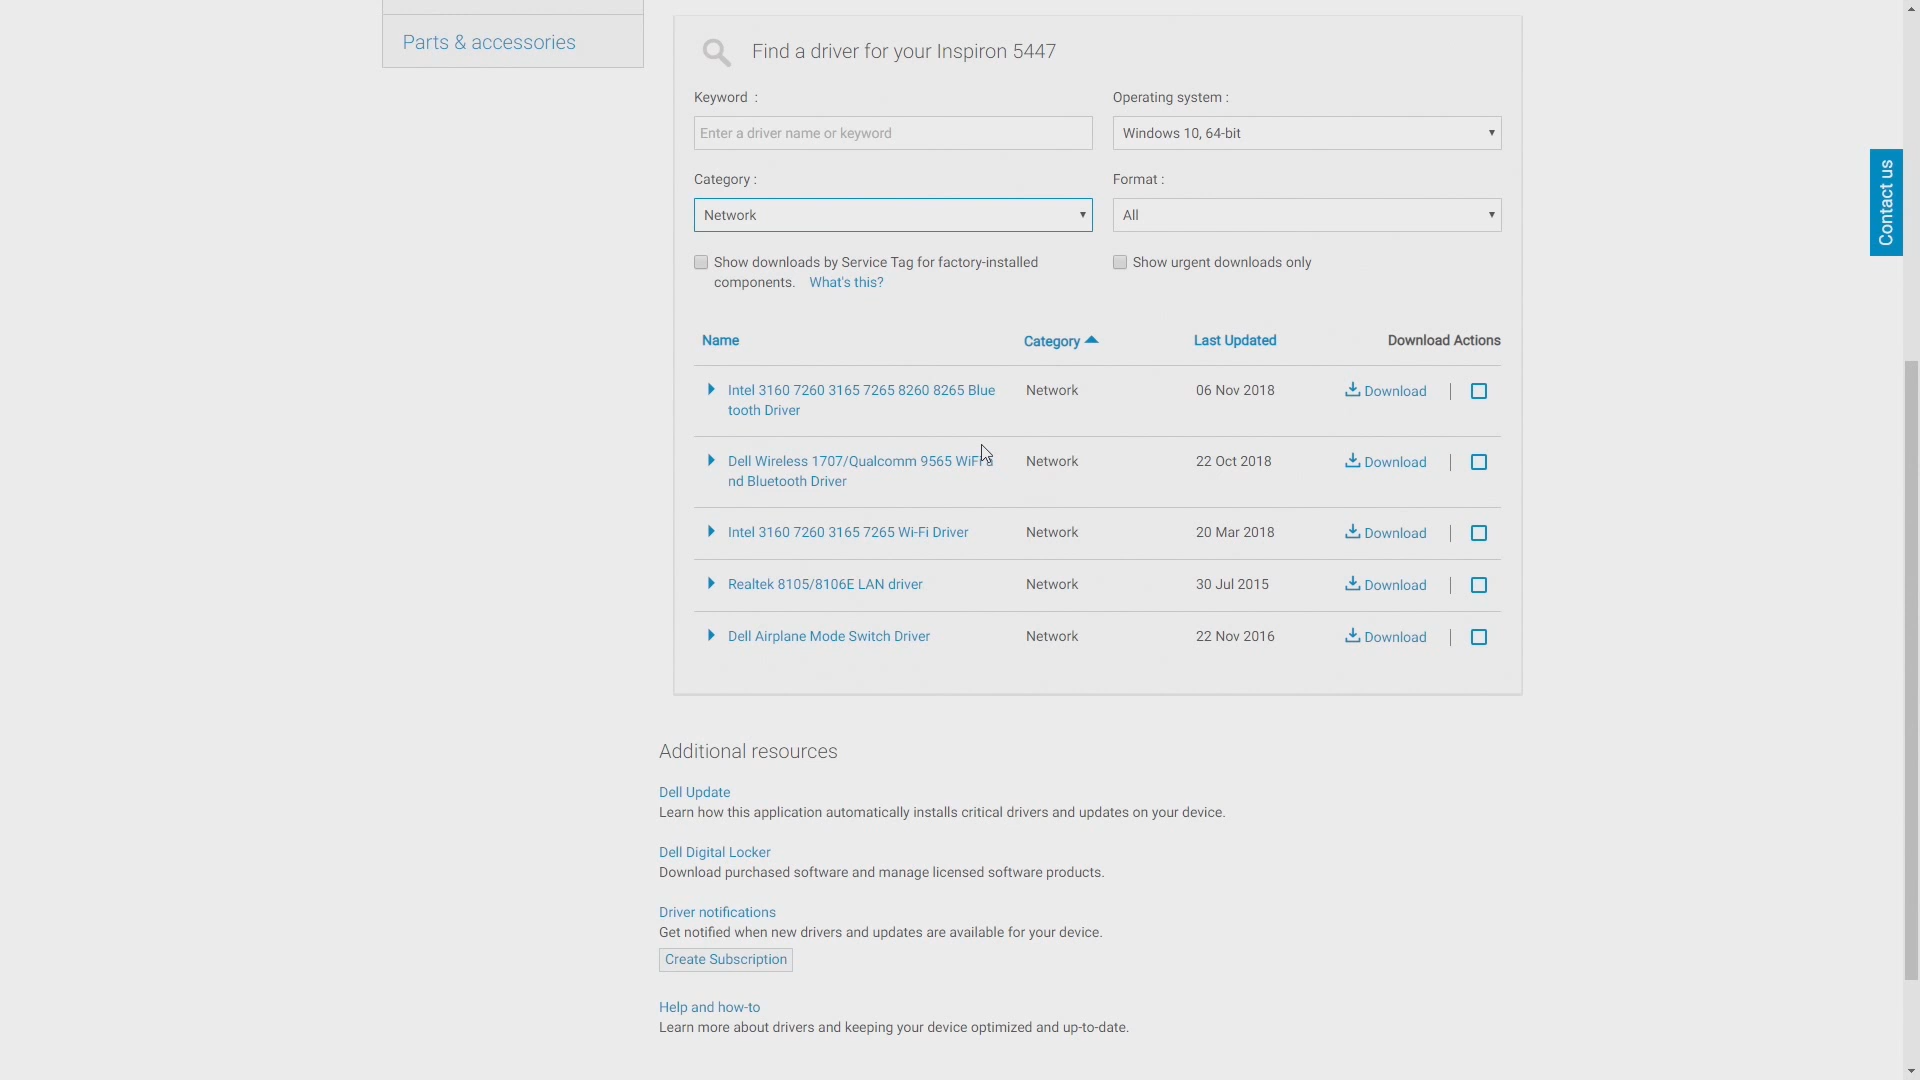 Parts & accessories
Find a driver for your Inspiron 5447
Keyword :
Operating system :
Enter a driver name or keyword
Windows 10, 64-bit
Category :
Format :
Network
All
Show downloads by Service Tag for factory-installed
components. What's this?
Show urgent downloads only
Contact us
Name Category Last Updated Download Actions
Intel 3160 7260 3165 7265 8260 8265 Blue
tooth Driver
Network 06 Nov 2018 Download
Dell Wireless 1707/Qualcomm 9565 WiFi a
nd Bluetooth Driver
Network 22 Oct 2018 Download
Intel 3160 7260 3165 7265 Wi-Fi Driver Network 20 Mar 2018 Download
Realtek 8105/8106E LAN driver Network 30 Jul 2015 Download
Dell Airplane Mode Switch Driver Network 22 Nov 2016 Download
Additional resources
Dell Update
Learn how this application automatically installs critical drivers and updates on your device.
Dell Digital Locker
Download purchased software and manage licensed software products.
Driver notifications
Get notified when new drivers and updates are available for your device.
Create Subscription
Help and how-to
Learn more about drivers and keeping your device optimized and up-to-date.